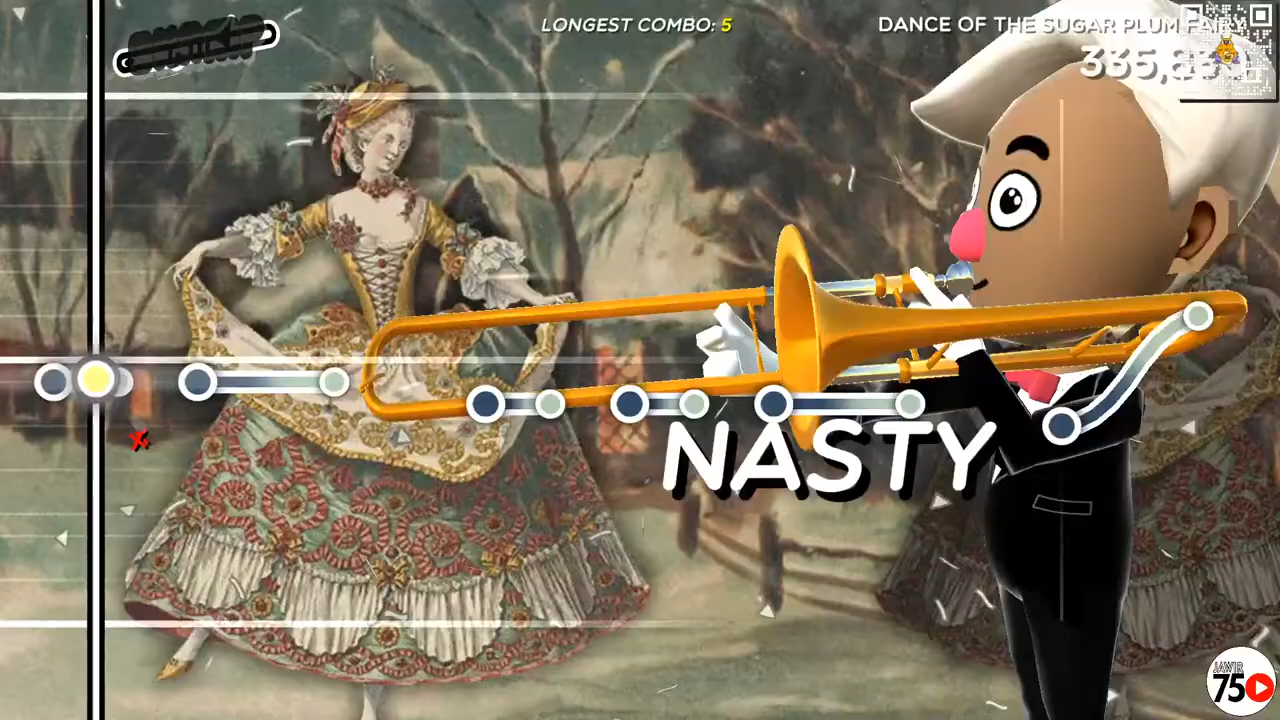 LONGEST COMBO: 5
DANCE OF THE SUGAR PLUM FAIRY
NASTY
JAWIR
75